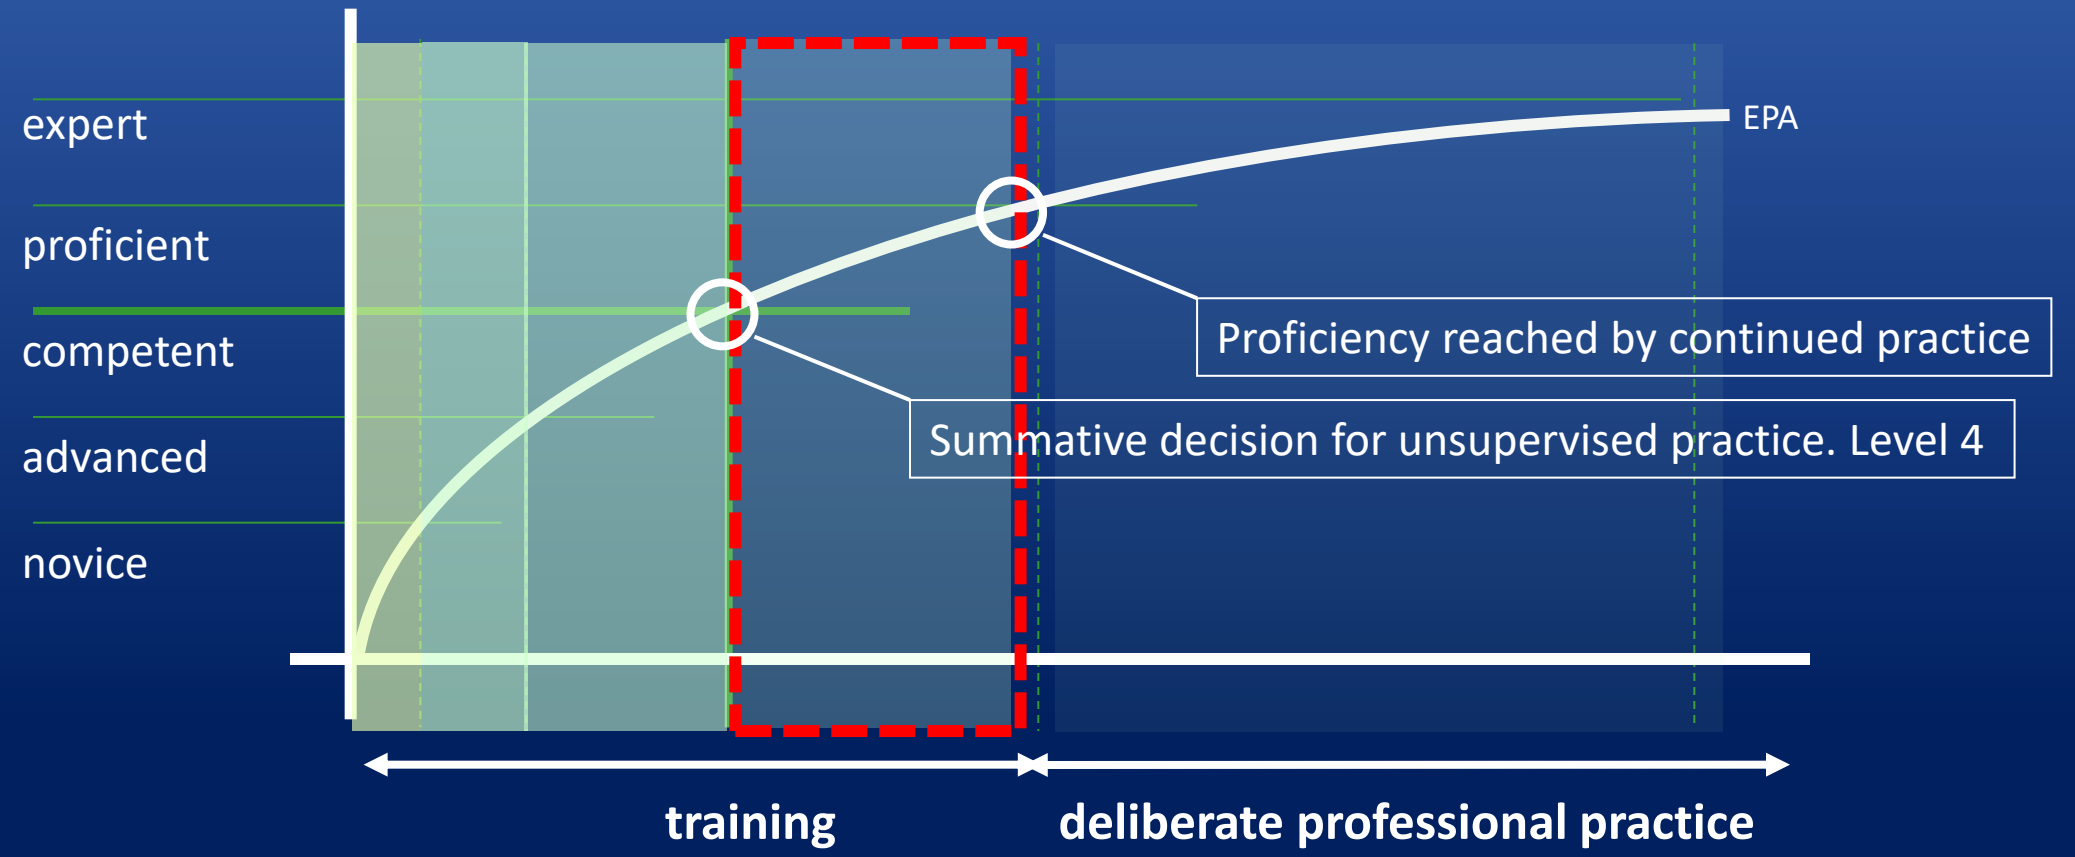 expert
EPA
proficient
Proficiency reached by continued practice
competent
Summative decision for unsupervised practice. Level 4
advanced
novice
training
deliberate professional practice